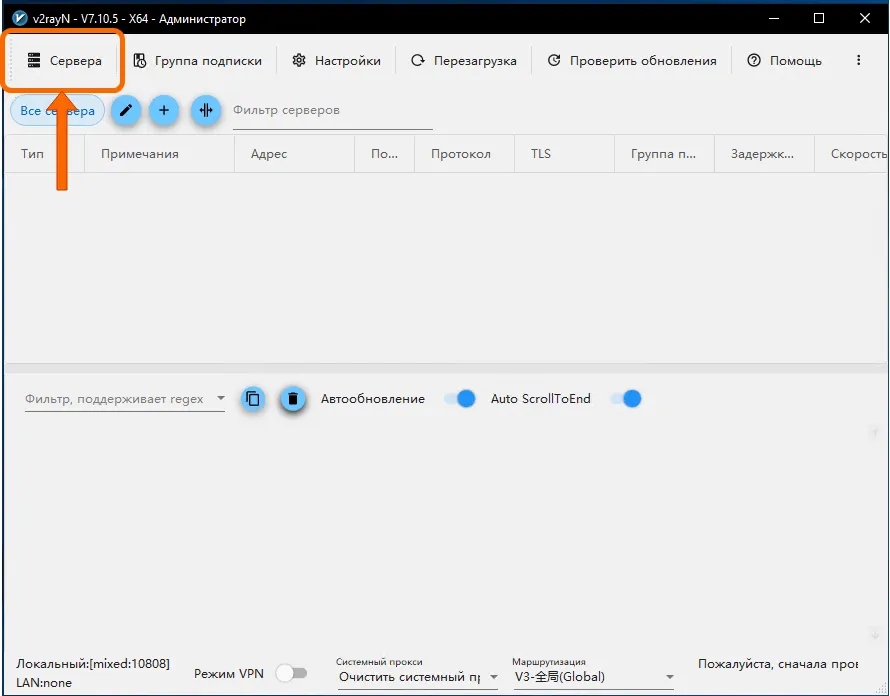 v2rayN - V7.10.5 - X64 - Администратор
Сервера Группа подписки Настройки Перезагрузка Проверить обновления Помощь
Все сервера Фильтр серверов
Тип Примечания Адрес По... Протокол TLS Группа п... Задержк... Скорость
Фильтр, поддерживает regex Автообновление Auto ScrollToEnd
Локальный:[mixed:10808]
LAN:none
Режим VPN
Системный прокси
Очистить системный
Маршрутизация
V3-全局(Global)
Пожалуйста, сначала